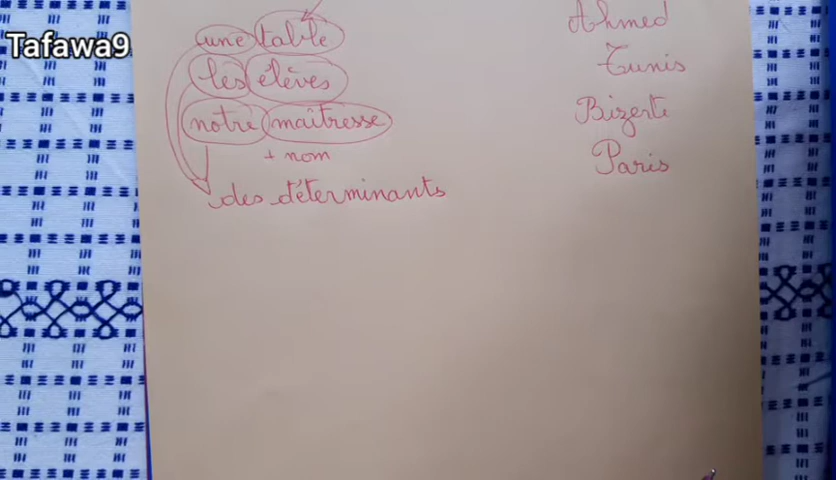 Tafawa9
une table
les élèves
notre maîtresse
+ nom
des déterminants
Ahmed
Tunis
Bizerte
Paris